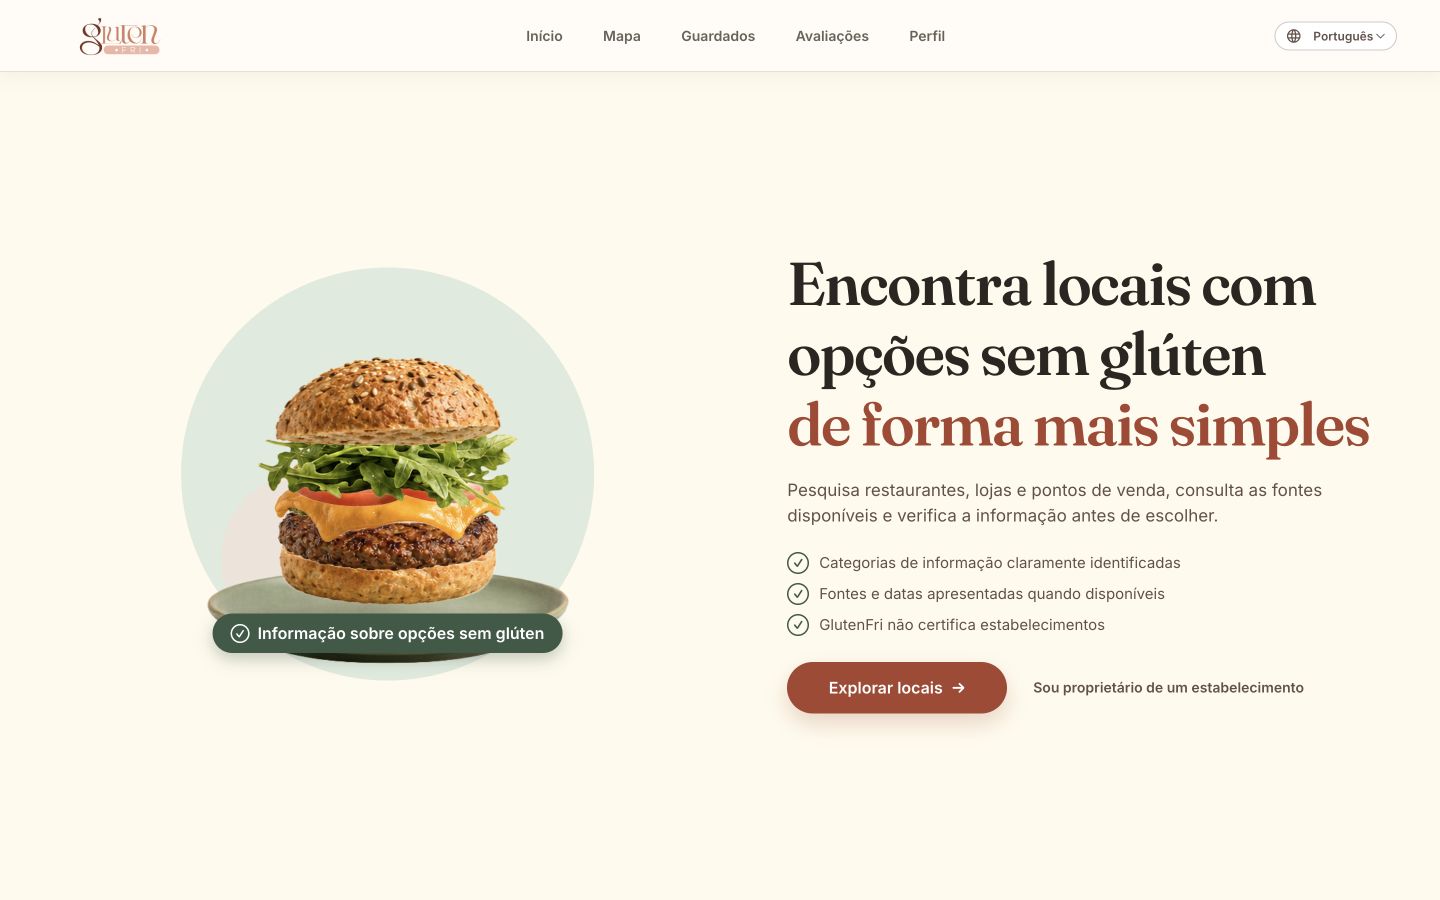 gluten
•FRI•
Início
Mapa
Guardados
Avaliações
Perfil
Português
Encontra locais com
opções sem glúten
de forma mais simples
Pesquisa restaurantes, lojas e pontos de venda, consulta as fontes
disponíveis e verifica a informação antes de escolher.
Categorias de informação claramente identificadas
Fontes e datas apresentadas quando disponíveis
GlutenFri não certifica estabelecimentos
Explorar locais →
Sou proprietário de um estabelecimento
Informação sobre opções sem glúten